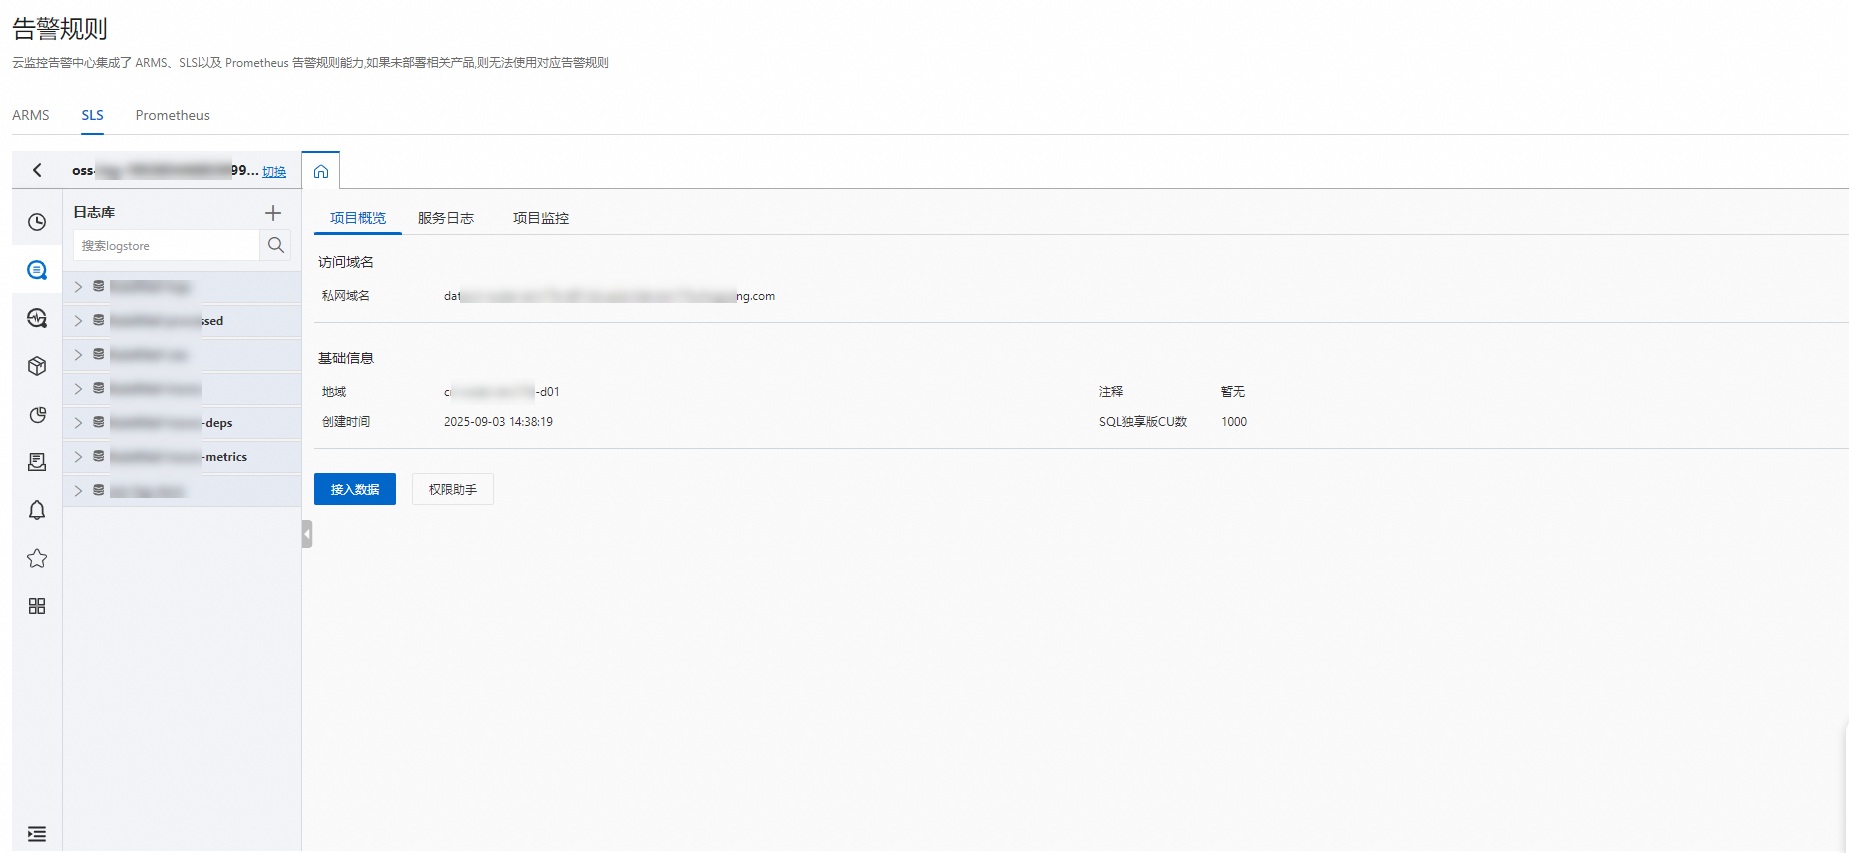 告警规则
云监控告警中心集成了 ARMS、SLS以及 Prometheus 告警规则能力,如果未部署相关产品,则无法使用对应告警规则
ARMS SLS Prometheus
oss- 99... 切换
日志库
搜索logstore
ssed
-deps
-metrics
项目概览 服务日志 项目监控
访问域名
私网域名 dat ng.com
基础信息
地域 c -d01 注释 暂无
创建时间 2025-09-03 14:38:19 SQL独享版CU数 1000
接入数据 权限助手